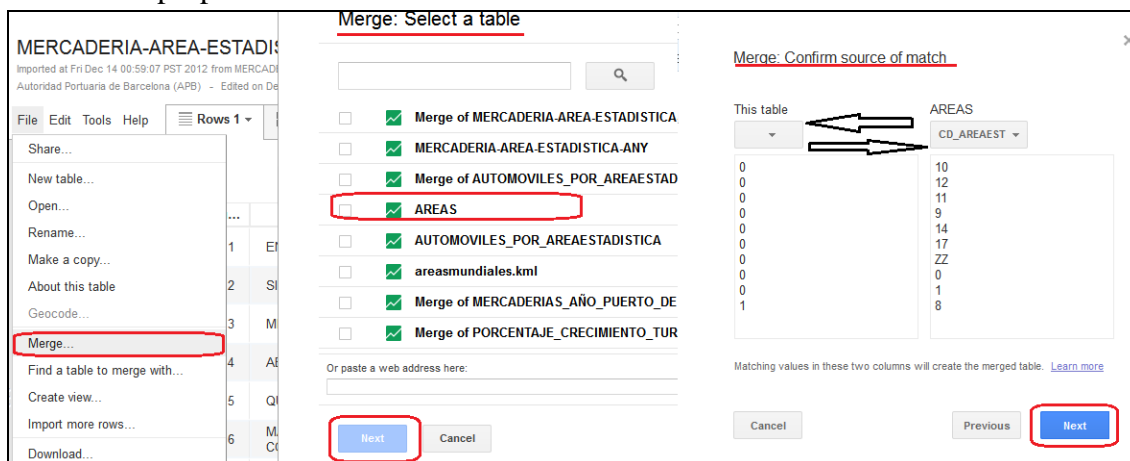 MERCADERIA-AREA-ESTADIS
Imported at Fri Dec 14 00:59:07 PST 2012 from MERCADE
Autoridad Portuaria de Barcelona (APB) - Edited on De
File Edit Tools Help Rows 1
Share...
New table...
Open...
Rename...
Make a copy...
About this table
Geocode...
Merge...
Find a table to merge with...
Create view...
Import more rows...
Download...
...
1 EN
2 SI
3 M
4 AE
5 QU
6 M
CO
Merge: Select a table
Merge of MERCADERIA-AREA-ESTADISTICA
MERCADERIA-AREA-ESTADISTICA-ANY
Merge of AUTOMOVILES_POR_AREAESTAD
AREAS
AUTOMOVILES_POR_AREAESTADISTICA
areasmundiales.kml
Merge of MERCADERIAS_AÑO_PUERTO_DE
Merge of PORCENTAJE_CRECIMIENTO_TUR
Or paste a web address here:
Next Cancel
Merge: Confirm source of match
This table AREAS
CD_AREAEST
0 10
0 12
0 11
0 9
0 14
0 17
0 ZZ
0 0
0 1
1 8
Matching values in these two columns will create the merged table. Learn more
Cancel Previous Next